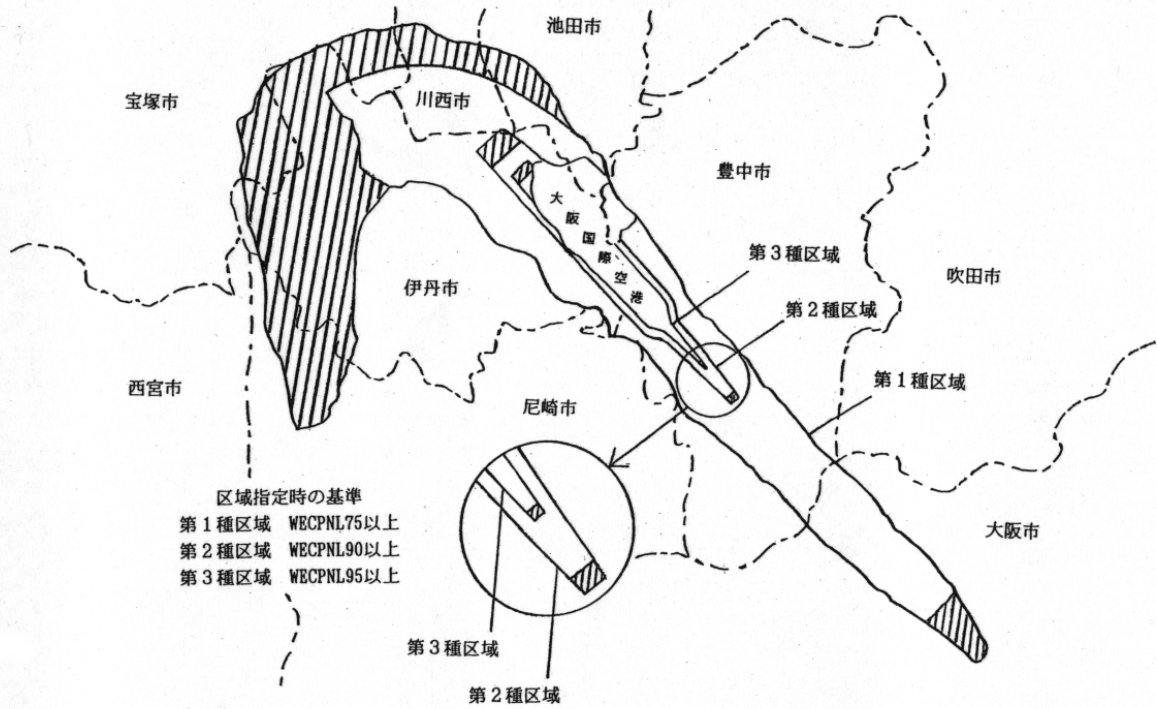 池田市
宝塚市
川西市
豊中市
大阪国際空港
第3種区域
吹田市
伊丹市
第2種区域
西宮市
第1種区域
尼崎市
区域指定時の基準
第1種区域 WECPNL75以上
第2種区域 WECPNL90以上
第3種区域 WECPNL95以上
大阪市
第3種区域
第2種区域